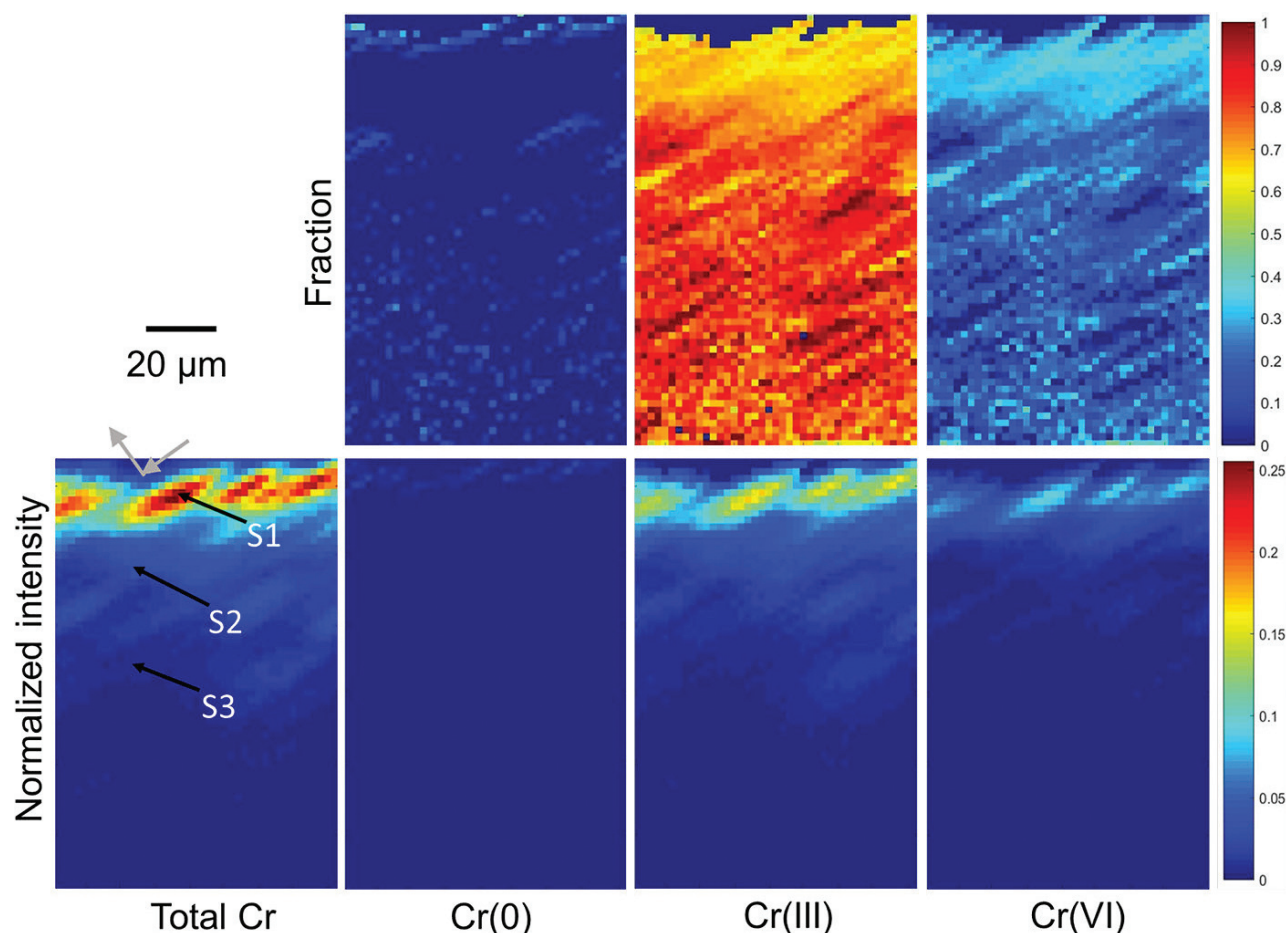 Fraction
1
0.9
0.8
0.7
0.6
0.5
0.4
0.3
0.2
0.1
0
20 µm
Normalized intensity
S1
S2
S3
0.25
0.2
0.15
0.1
0.05
0
Total Cr
Cr(0)
Cr(III)
Cr(VI)